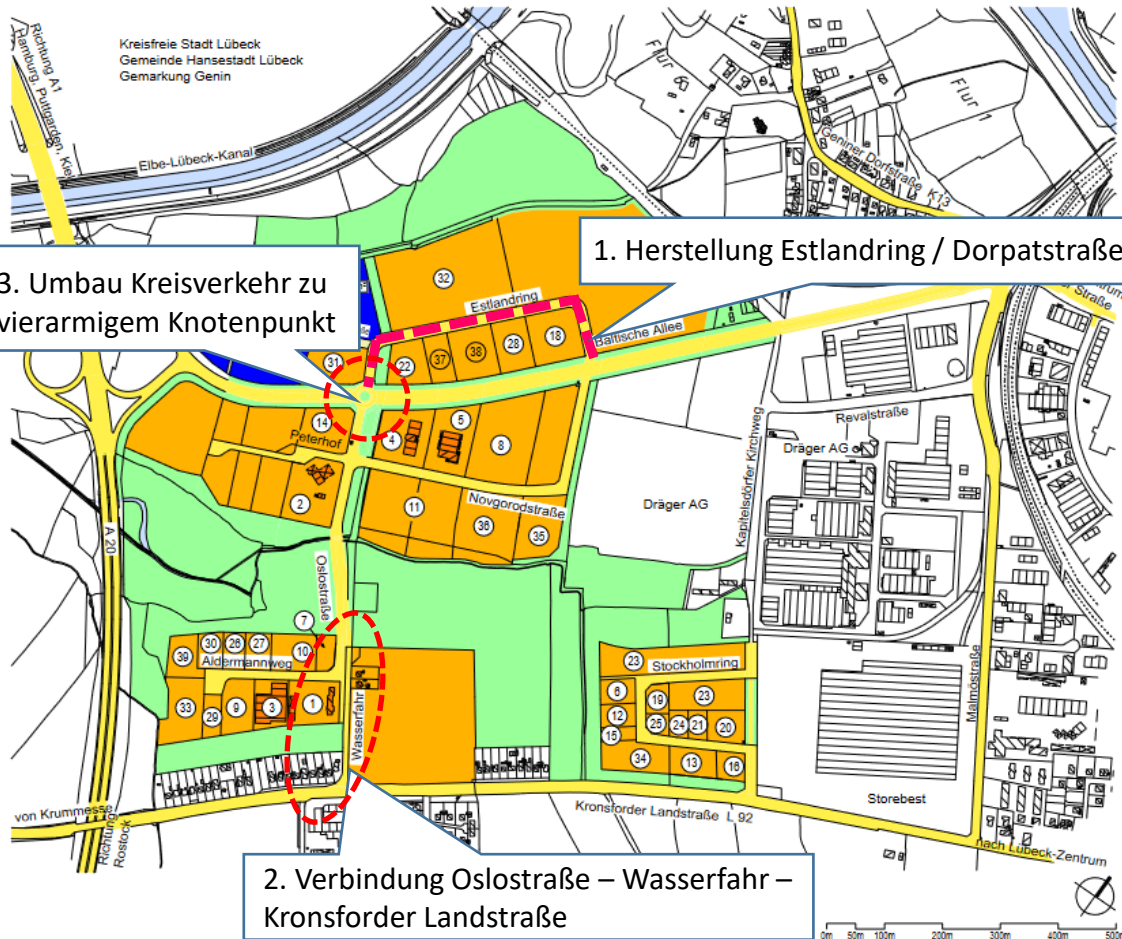 Richtung A1
Hamburg, Puttgarden, Kiel
Kreisfreie Stadt Lübeck
Gemeinde Hansestadt Lübeck
Gemarkung Genin
Elbe-Lübeck-Kanal
Flur
Flur
Geniner Dorfstraße K13
1. Herstellung Estlandring / Dorpatstraße
3. Umbau Kreisverkehr zu
vierarmigem Knotenpunkt
32
Estlandring
Baltische Allee
31
22
37
38
28
18
14
Peterhof
4
5
8
2
11
Novgorodstraße
36
35
Revalstraße
Dräger AG
Dräger AG
Kapitelsdörfer Kirchweg
A 20
Oslostraße
7
39
30
26
27
10
Aldermannweg
33
29
9
3
1
Wasserfahr
23
Stockholmring
6
19
23
12
25
24
21
20
15
34
13
16
Malmöstraße
Storebest
von Krummesse
Richtung
Rostock
Kronsforder Landstraße L 92
nach Lübeck-Zentrum
2. Verbindung Oslostraße – Wasserfahr –
Kronsforder Landstraße
0m 50m 100m 200m 300m 400m 500m